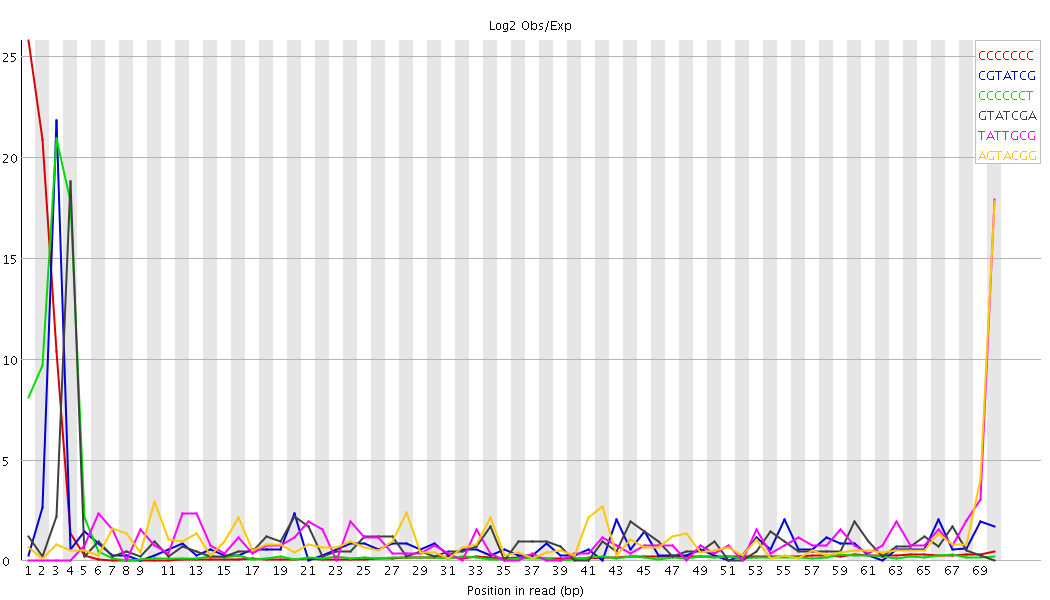 Log2 Obs/Exp
25
20
15
10
5
0
CCCCCCC
CGTATCG
CCCCCCT
GTATCGA
TATTGCG
AGTACGG
1 2 3 4 5 6 7 8 9 11 13 15 17 19 21 23 25 27 29 31 33 35 37 39 41 43 45 47 49 51 53 55 57 59 61 63 65 67 69
Position in read (bp)